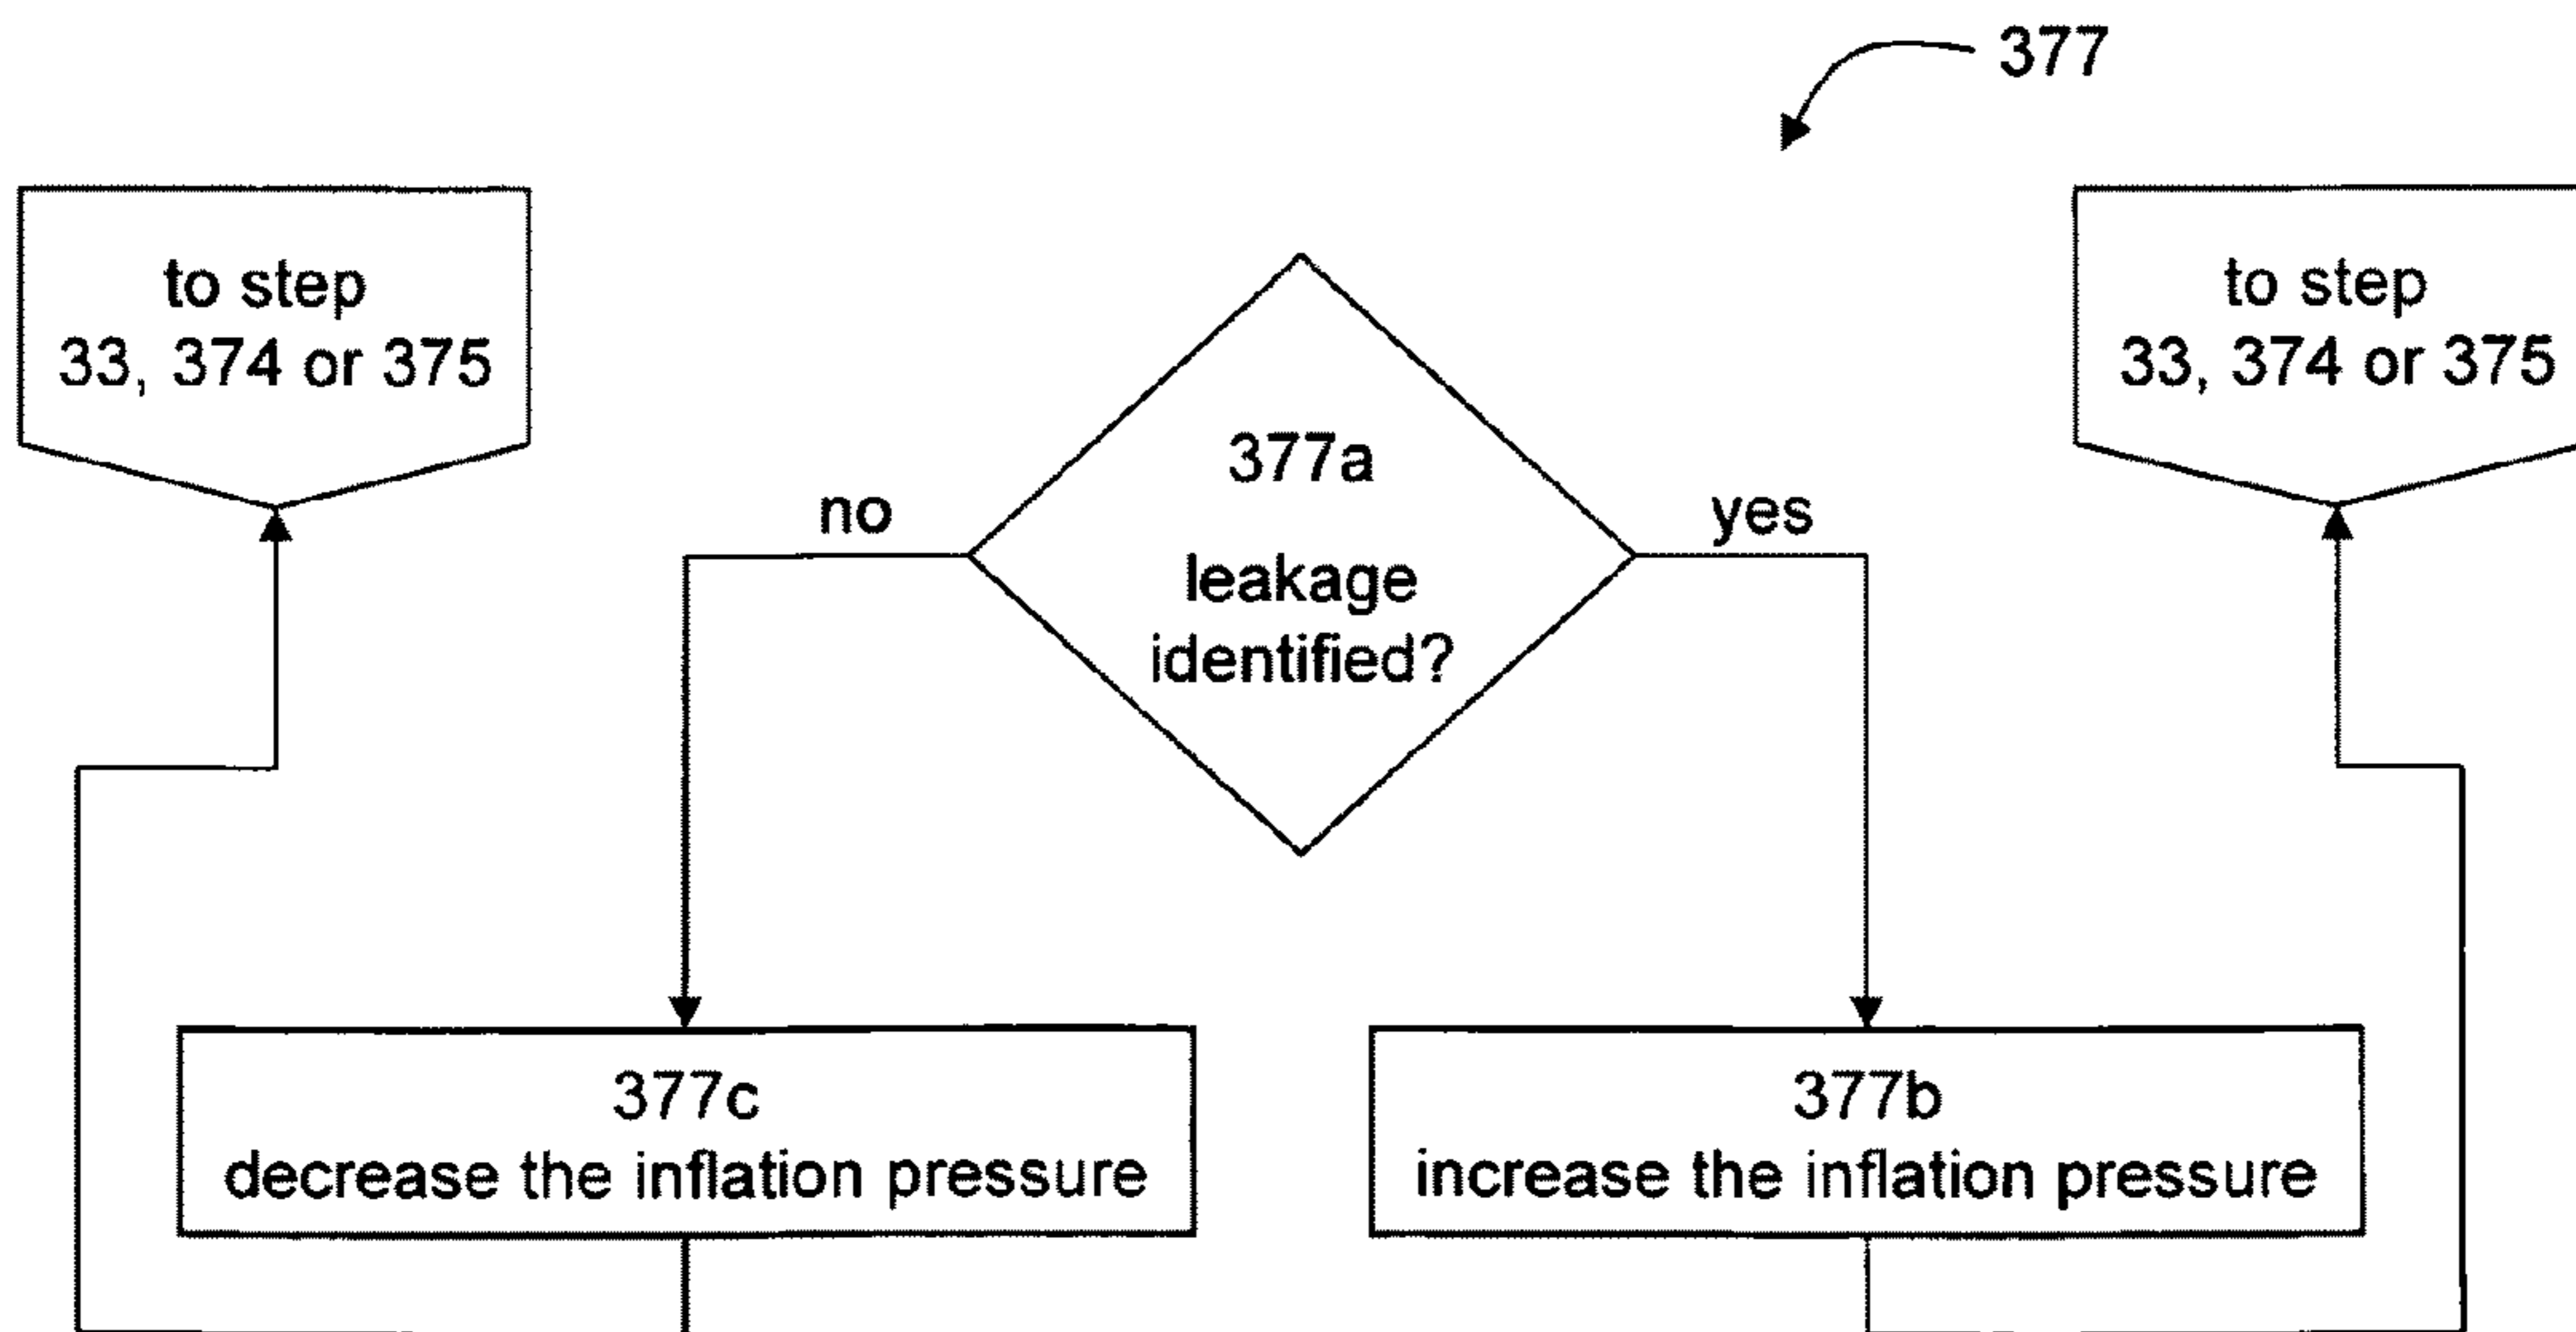 377
to step
33, 374 or 375
to step
33, 374 or 375
377a
no
yes
leakage
identified?
377c
decrease the inflation pressure
377b
increase the inflation pressure